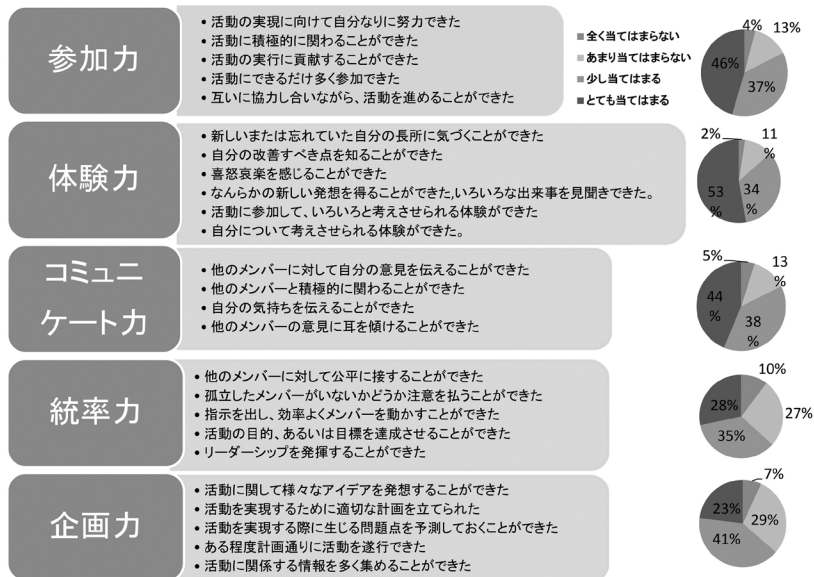 参加力
• 活動の実現に向けて自分なりに努力できた
• 活動に積極的に関わることができた
• 活動の実行に貢献することができた
• 活動にできるだけ多く参加できた
• 互いに協力し合いながら、活動を進めることができた
■全く当てはまらない
■あまり当てはまらない
■少し当てはまる
■とても当てはまる
4%
13%
46%
37%
体験力
• 新しいまたは忘れていた自分の長所に気づくことができた
• 自分の改善すべき点を知ることができた
• 喜怒哀楽を感じることができた
• なんらかの新しい発想を得ることができた,いろいろな出来事を見聞きできた。
• 活動に参加して、いろいろと考えさせられる体験ができた
• 自分について考えさせられる体験ができた。
2%
11
%
53
%
34
%
コミュニ
ケート力
• 他のメンバーに対して自分の意見を伝えることができた
• 他のメンバーと積極的に関わることができた
• 自分の気持ちを伝えることができた
• 他のメンバーの意見に耳を傾けることができた
5%
13
%
44
%
38
%
統率力
• 他のメンバーに対して公平に接することができた
• 孤立したメンバーがいないかどうか注意を払うことができた
• 指示を出し、効率よくメンバーを動かすことができた
• 活動の目的、あるいは目標を達成させることができた
• リーダーシップを発揮することができた
10%
27%
28%
35%
企画力
• 活動に関して様々なアイデアを発想することができた
• 活動を実現するために適切な計画を立てられた
• 活動を実現する際に生じる問題点を予測しておくことができた
• ある程度計画通りに活動を遂行できた
• 活動に関係する情報を多く集めることができた
7%
29%
23%
41%